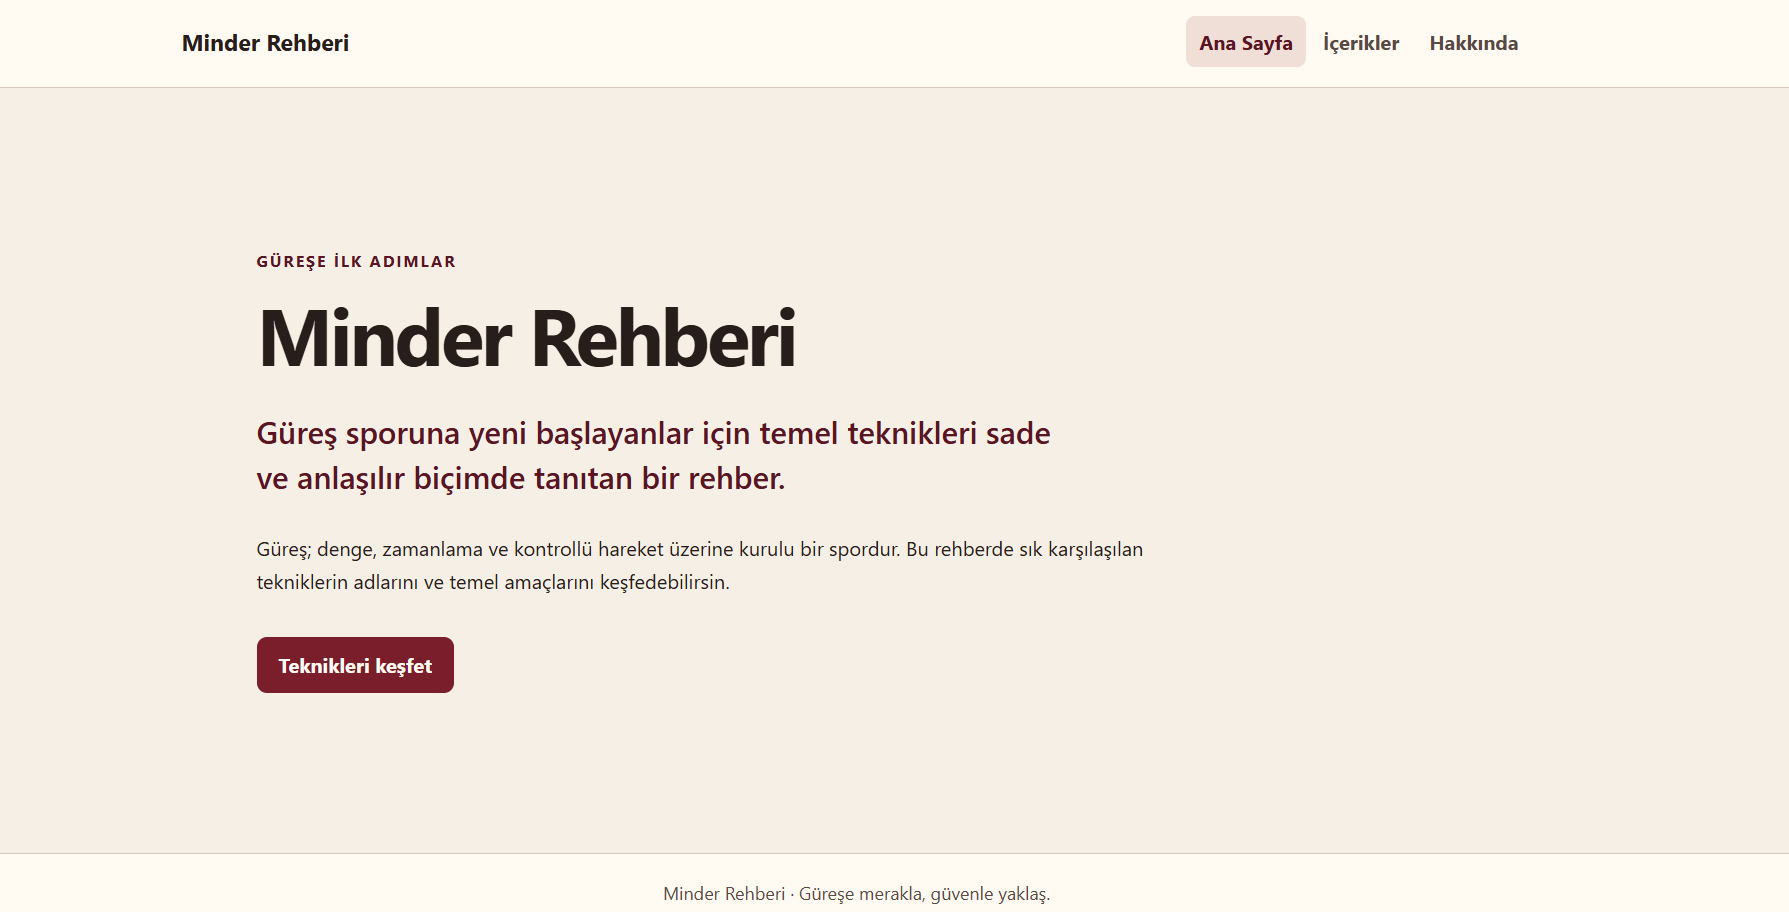 Minder Rehberi
Ana Sayfa
İçerikler
Hakkında
GÜREŞE İLK ADIMLAR
Minder Rehberi
Güreş sporuna yeni başlayanlar için temel teknikleri sade
ve anlaşılır biçimde tanıtan bir rehber.
Güreş; denge, zamanlama ve kontrollü hareket üzerine kurulu bir spordur. Bu rehberde sık karşılaşılan
tekniklerin adlarını ve temel amaçlarını keşfedebilirsin.
Teknikleri keşfet
Minder Rehberi · Güreşe merakla, güvenle yaklaş.